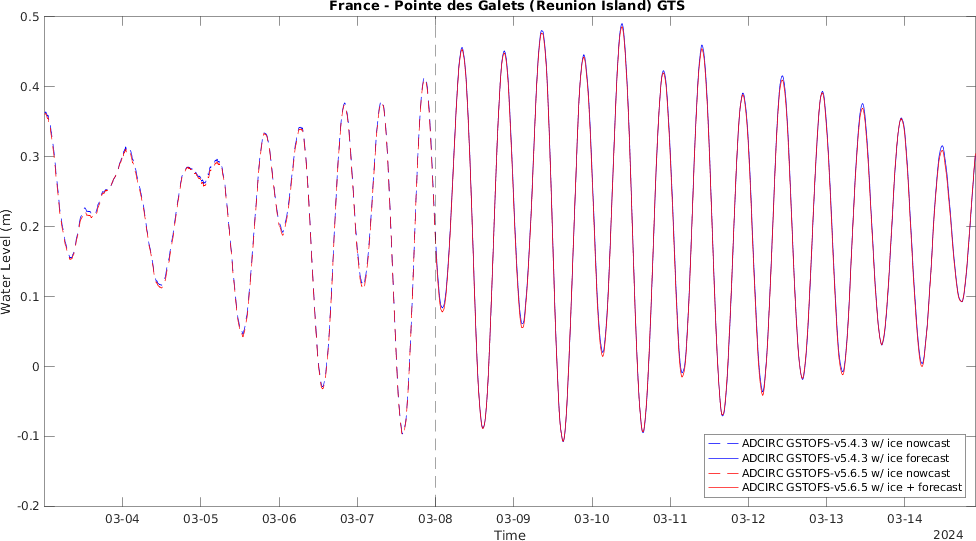 France - Pointe des Galets (Reunion Island) GTS
0.5
0.4
0.3
0.2
0.1
0
-0.1
-0.2
Water Level (m)
ADCIRC GSTOFS-v5.4.3 w/ ice nowcast
ADCIRC GSTOFS-v5.4.3 w/ ice forecast
ADCIRC GSTOFS-v5.6.5 w/ ice nowcast
ADCIRC GSTOFS-v5.6.5 w/ ice + forecast
03-04 03-05 03-06 03-07 03-08 03-09 03-10 03-11 03-12 03-13 03-14
Time
2024